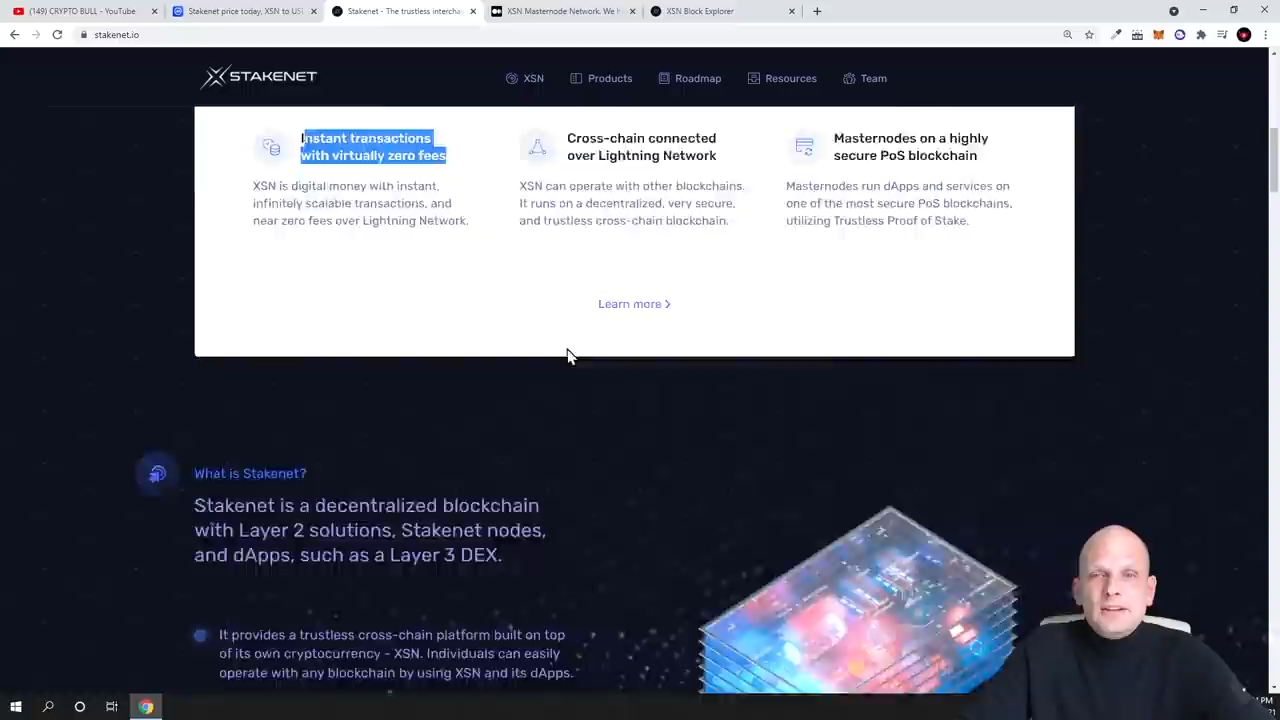 (149) CRYPTO BULL - YouTube
Stakenet price today, XSN to US
Stakenet - The trustless intercha
XSN Masternode Network. We h
XSN Block Explorer
stakenet.io
STAKENET
XSN
Products
Roadmap
Resources
Team
Instant transactions
with virtually zero fees
XSN is digital money with instant,
infinitely scalable transactions, and
near zero fees over Lightning Network.
Cross-chain connected
over Lightning Network
XSN can operate with other blockchains.
It runs on a decentralized, very secure,
and trustless cross-chain blockchain.
Masternodes on a highly
secure PoS blockchain
Masternodes run dApps and services on
one of the most secure PoS blockchains,
utilizing Trustless Proof of Stake.
Learn more
What is Stakenet?
Stakenet is a decentralized blockchain
with Layer 2 solutions, Stakenet nodes,
and dApps, such as a Layer 3 DEX.
It provides a trustless cross-chain platform built on top
of its own cryptocurrency - XSN. Individuals can easily
operate with any blockchain by using XSN and its dApps.
PM